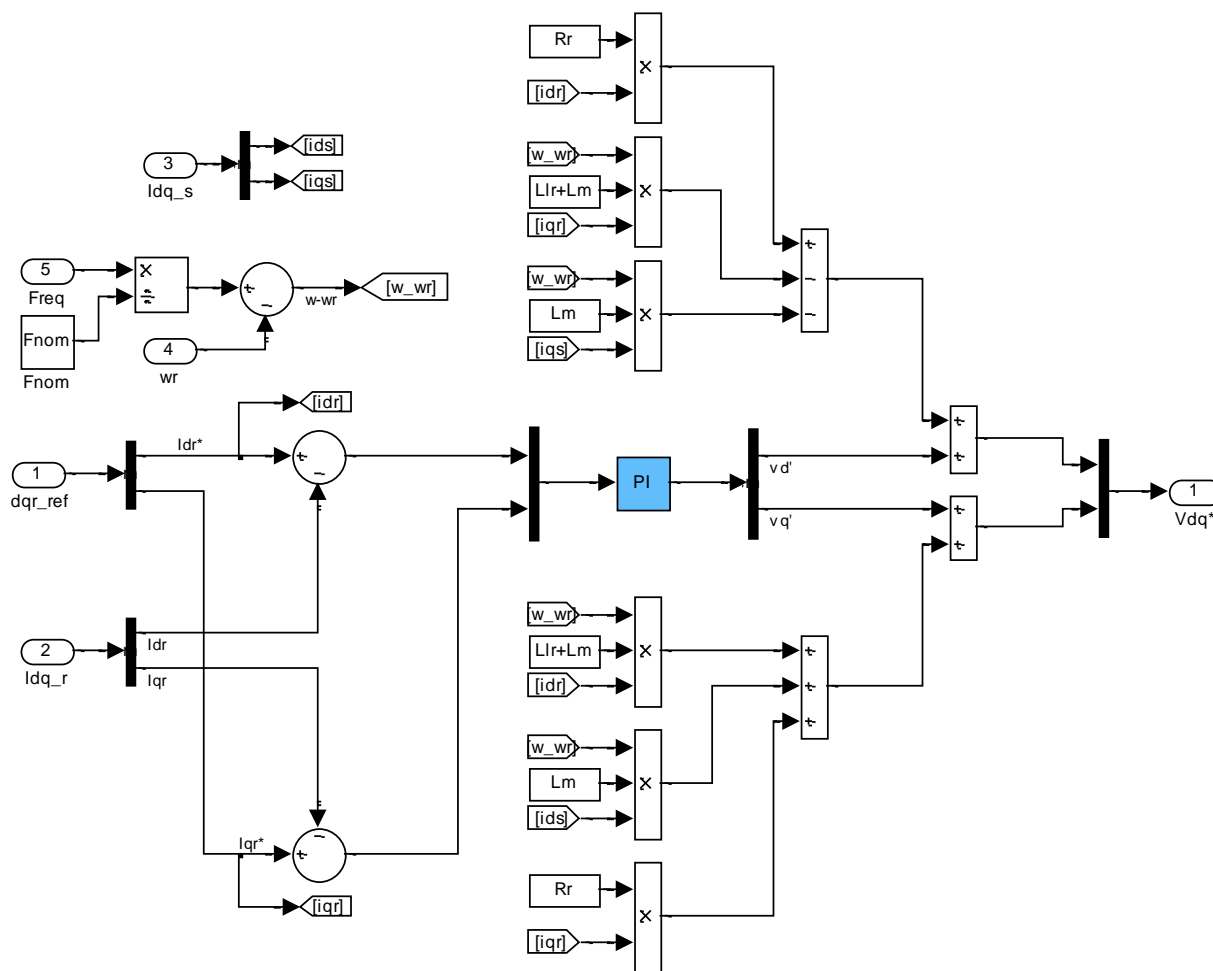 Rr
×
[idr]
[w_wr]
Llr+Lm
×
[iqr]
[w_wr]
Lm
×
[iqs]
3
Idq_s
[ids]
[iqs]
5
Freq
×
÷
Fnom
Fnom
+
−
w-wr
[w_wr]
4
wr
+
−
−
[idr]
1
dqr_ref
Idr*
+
−
PI
vd'
vq'
+
+
+
+
1
Vdq*
2
Idq_r
Idr
Iqr
[w_wr]
Llr+Lm
×
[idr]
+
+
+
[w_wr]
Lm
×
[ids]
Iqr*
−
+
[iqr]
Rr
×
[iqr]